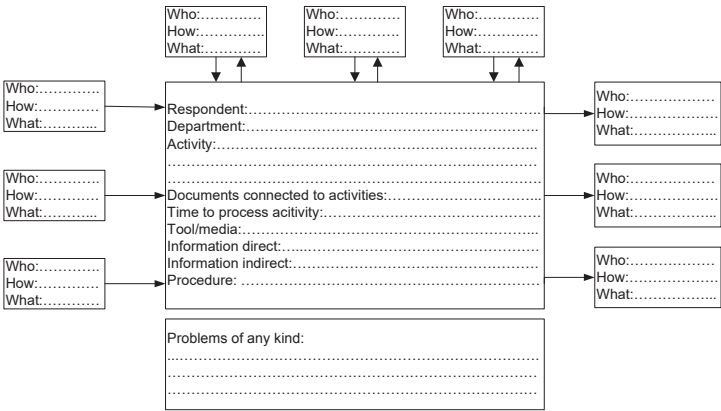 Who:………….
How:…………..
What:………….
Who:………….
How:…………..
What:………….
Who:………….
How:…………..
What:………….
Who:………….
How:…………
What:………...
Who:………….
How:…………
What:………...
Who:………….
How:…………
What:…………
Respondent:……………………………………………………
Department:…………………………………………………..
Activity:………………………………………………………..
…………………………………………………………………
…………………………………………………………………
Documents connected to activities:………………………..
Time to process acitivity:……………………………………
Tool/media:…………………………………………………..
Information direct:…..………………………………………
Information indirect:…………………………………………
Procedure: ……………………………………………………
Who:……………
How:……………
What:…………..
Who:……………
How:……………
What:…………..
Who:……………
How:……………
What:…………..
Problems of any kind:
…………………………………………………………………
…………………………………………………………………
…………………………………………………………………